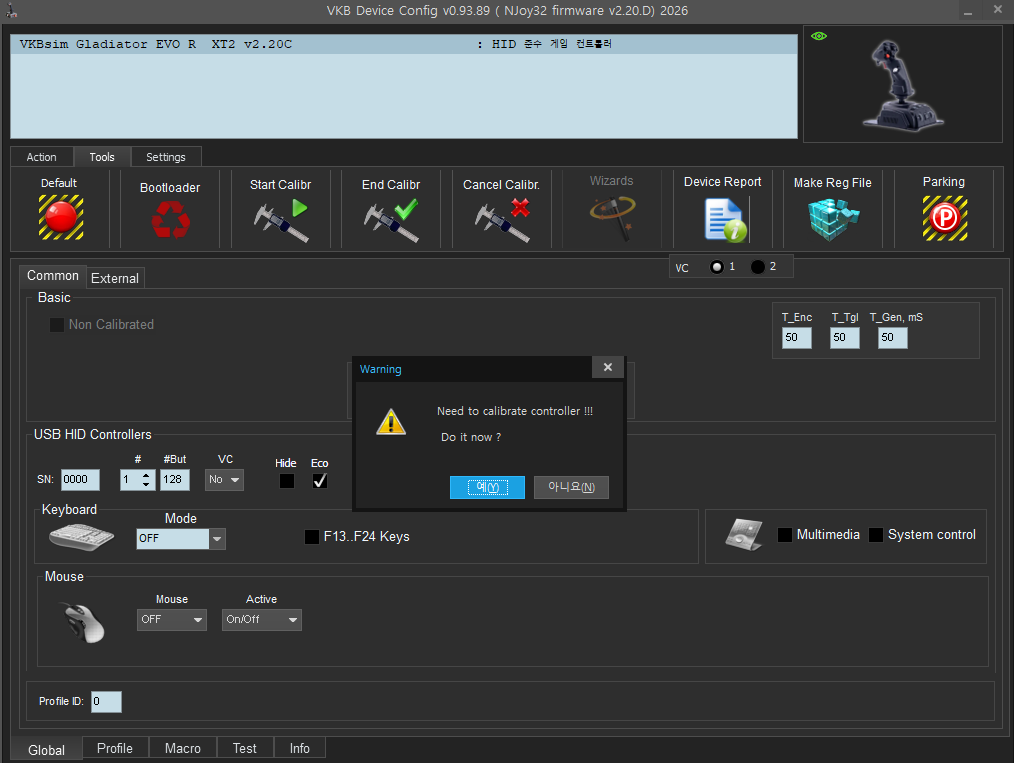 VKB Device Config v0.93.89 ( NJoy32 firmware v2.20.D) 2026
VKBsim Gladiator EVO R  XT2 v2.20C : HID 준수 게임 컨트롤러
Action Tools Settings
Default Bootloader Start Calibr End Calibr Cancel Calibr. Wizards Device Report Make Reg File Parking
VC 1 2
Common External
Basic
Non Calibrated
T_Enc T_Tgl T_Gen, mS
50 50 50
Warning
Need to calibrate controller !!!
Do it now ?
예(Y) 아니요(N)
USB HID Controllers
# #But VC Hide Eco
SN: 0000 1 128 No
Keyboard
Mode
OFF
F13..F24 Keys
Multimedia System control
Mouse
Mouse Active
OFF On/Off
Profile ID: 0
Global Profile Macro Test Info